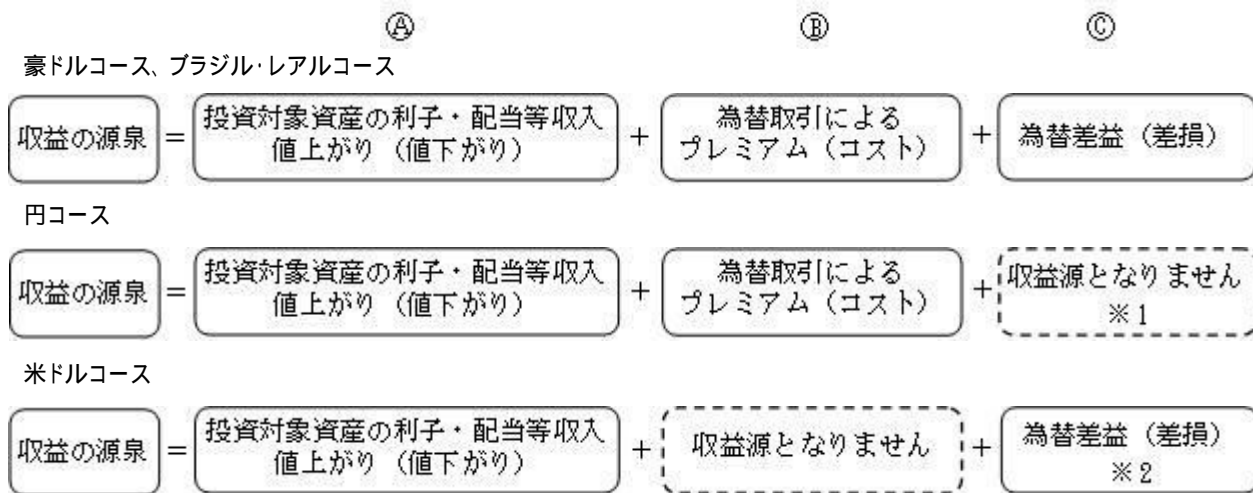 Ⓐ Ⓑ Ⓒ
豪ドルコース、ブラジル・レアルコース
収益の源泉 = 投資対象資産の利子・配当等収入 + 為替取引による + 為替差益(差損)
値上がり(値下がり) プレミアム(コスト)
円コース
収益の源泉 = 投資対象資産の利子・配当等収入 + 為替取引による + 収益源となりません
値上がり(値下がり) プレミアム(コスト) ※1
米ドルコース
収益の源泉 = 投資対象資産の利子・配当等収入 + 収益源となりません + 為替差益(差損)
値上がり(値下がり) ※2